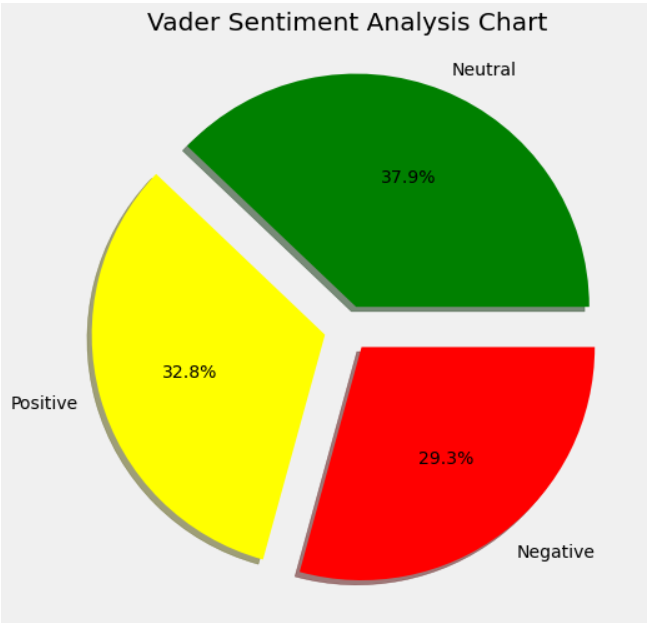 Vader Sentiment Analysis Chart
Neutral
37.9%
32.8%
Positive
29.3%
Negative